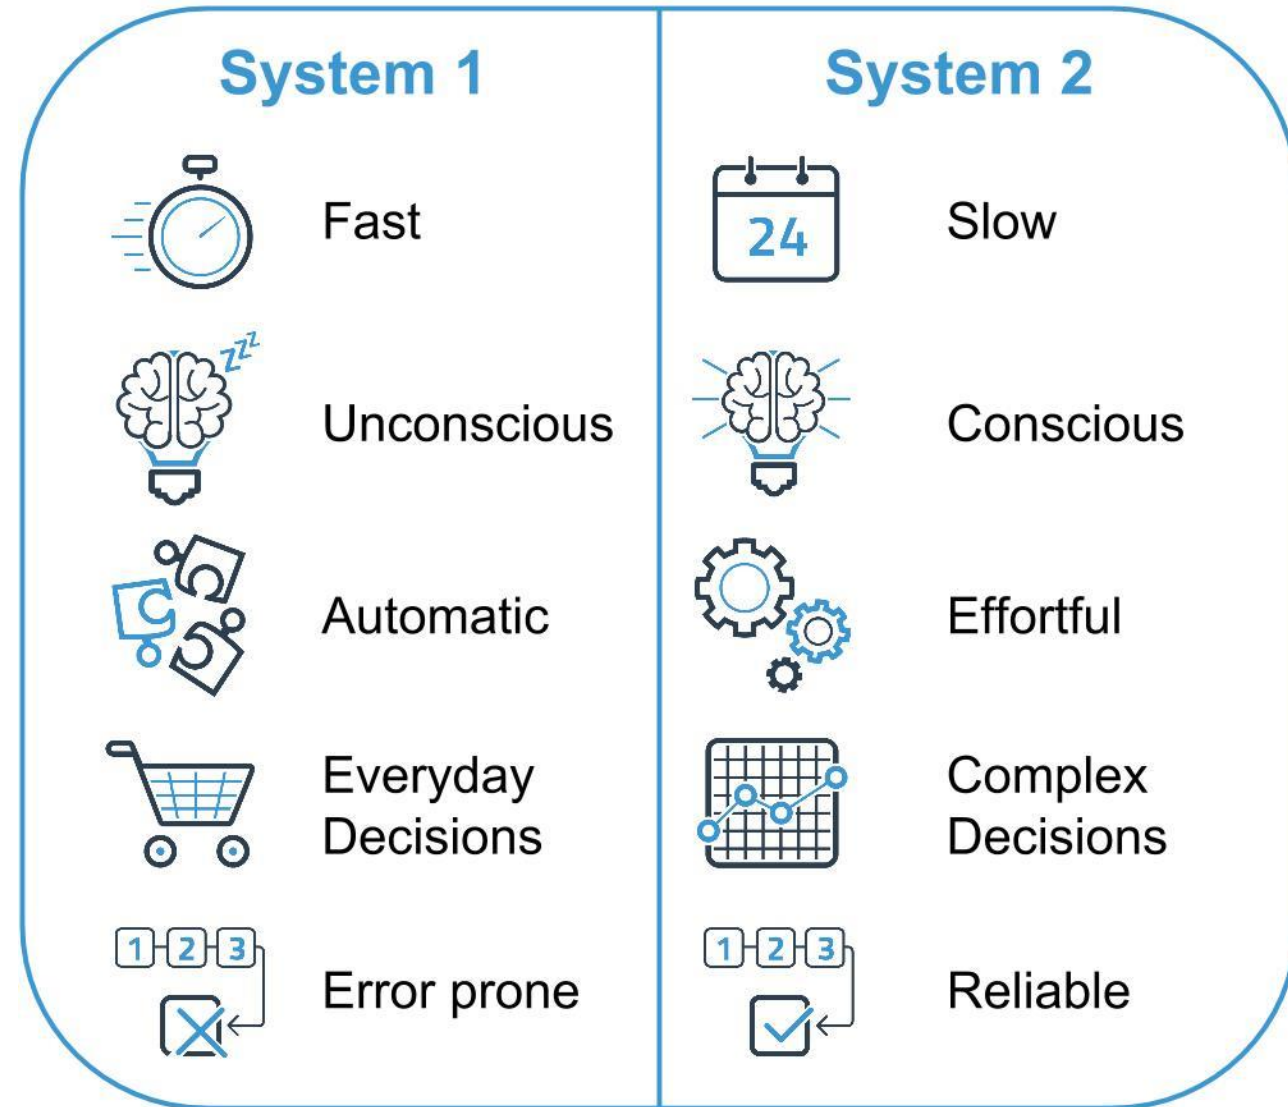 System 1
System 2
Fast
24
Slow
zzz
Unconscious
Conscious
Automatic
Effortful
Everyday
Decisions
Complex
Decisions
1 2 3
Error prone
1 2 3
Reliable